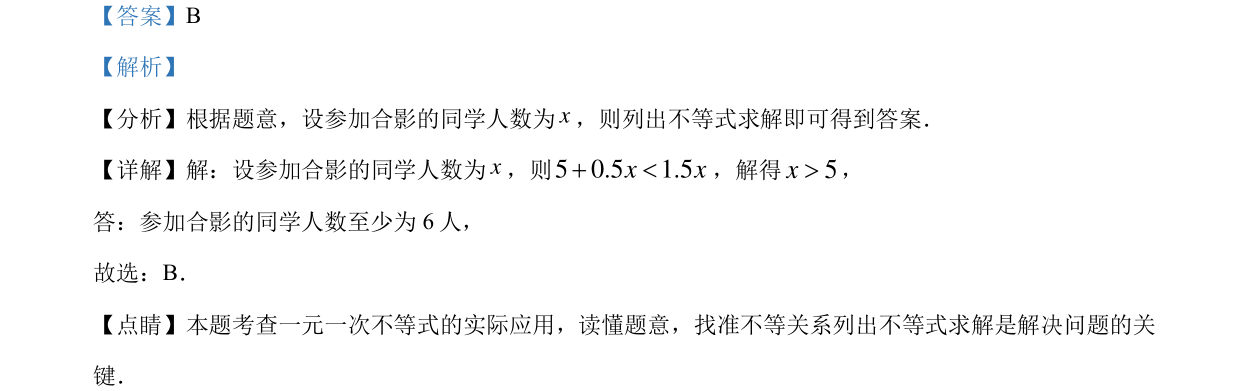 【答案】B
【解析】
【分析】根据题意，设参加合影的同学人数为 x ，则列出不等式求解即可得到答案．
【详解】解：设参加合影的同学人数为 x ，则 5+0.5x<1.5x ，解得 x>5 ，
答：参加合影的同学人数至少为 6 人，
故选：B．
【点睛】本题考查一元一次不等式的实际应用，读懂题意，找准不等关系列出不等式求解是解决问题的关
键．